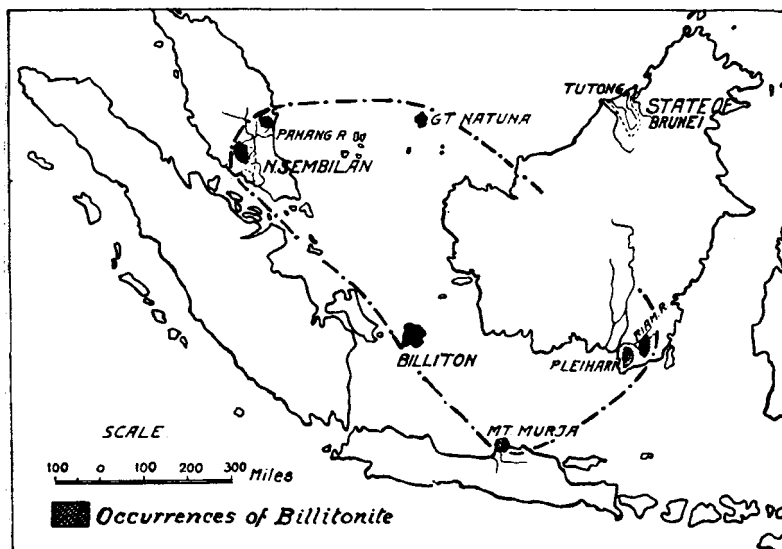 TUTONG
STATE OF
BRUNEI
GT NATUNA
PAHANG R
N.SEMBILAN
RIAM.R
BILLITON
PLEIHARI
MT MURJA
SCALE
100 0 100 200 300 Miles
Occurrences of Billitonite